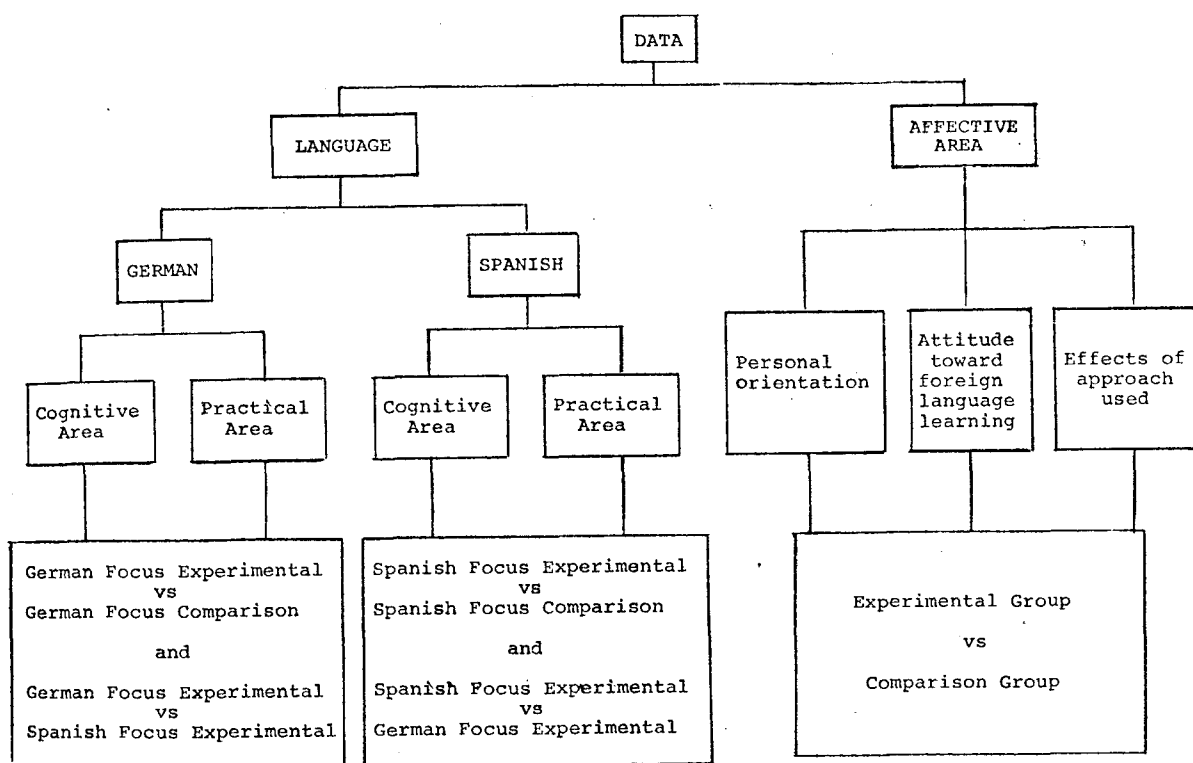 DATA
LANGUAGE
AFFECTIVE
AREA
GERMAN
SPANISH
Cognitive
Area
Practical
Area
Cognitive
Area
Practical
Area
Personal
orientation
Attitude
toward
foreign
language
learning
Effects of
approach
used
German Focus Experimental
vs
German Focus Comparison
and
German Focus Experimental
vs
Spanish Focus Experimental
Spanish Focus Experimental
vs
Spanish Focus Comparison
and
Spanish Focus Experimental
vs
German Focus Experimental
Experimental Group
vs
Comparison Group